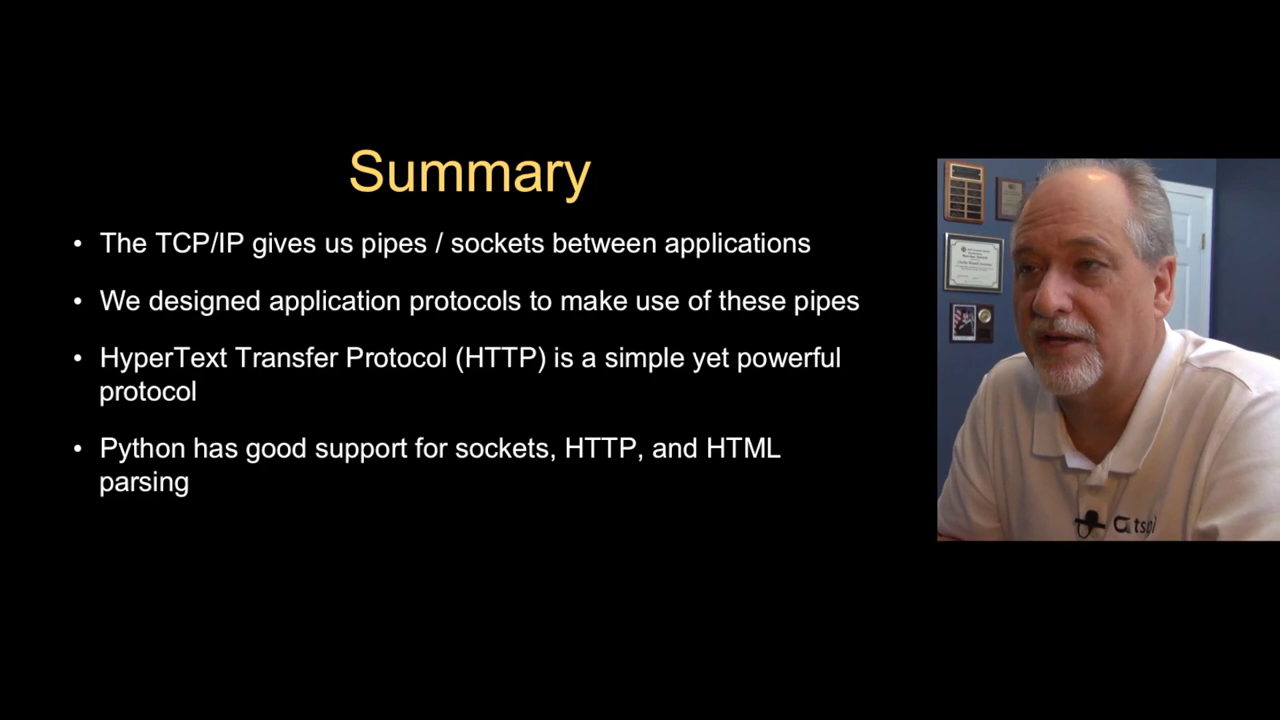 Summary
• The TCP/IP gives us pipes / sockets between applications
• We designed application protocols to make use of these pipes
• HyperText Transfer Protocol (HTTP) is a simple yet powerful
protocol
• Python has good support for sockets, HTTP, and HTML
parsing